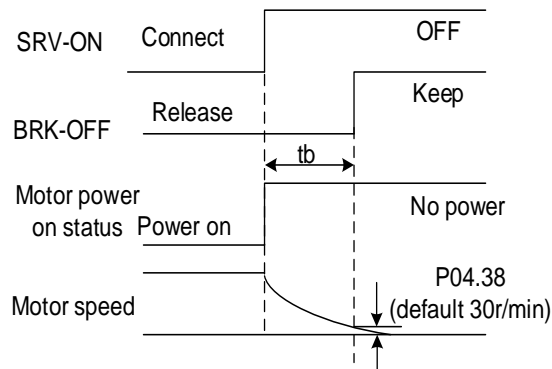 SRV-ON Connect OFF
BRK-OFF Release Keep
tb
Motor power
on status Power on No power
Motor speed P04.38
(default 30r/min)